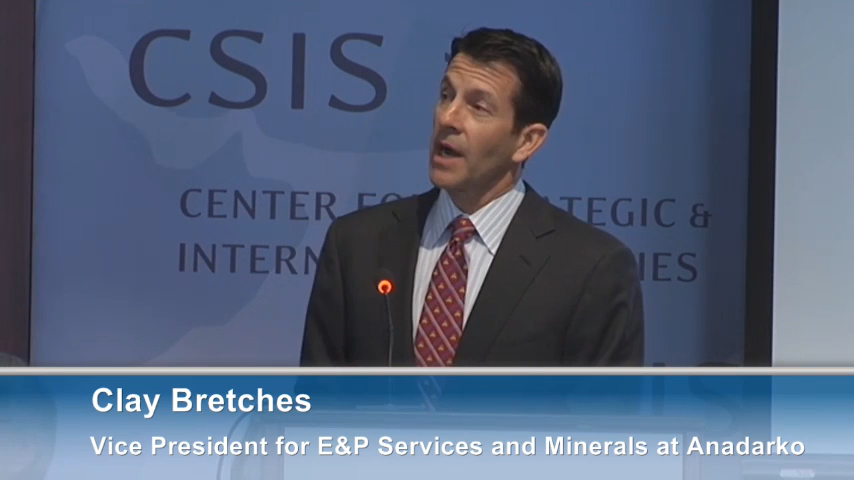 CSIS
CENTER FO TEGIC &
INTERN IES
Clay Bretches
Vice President for E&P Services and Minerals at Anadarko